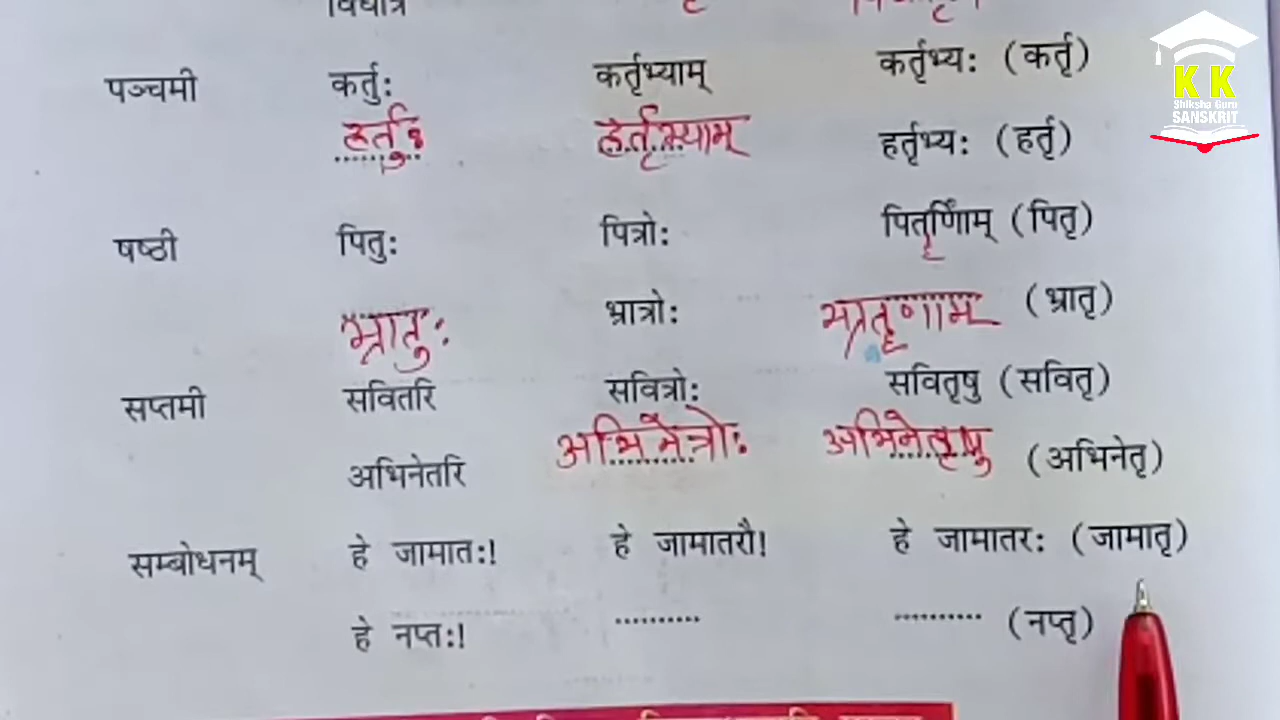 पञ्चमी कर्तुः कर्तृभ्याम् कर्तृभ्यः (कर्तृ)
हर्तुः हर्तृभ्याम् हर्तृभ्यः (हर्तृ)
षष्ठी पितुः पित्रोः (पितृ)
भ्रातुः भ्रात्रोः (भ्रातृ)
सप्तमी सवितरि सवित्रोः सवितृषु (सवितृ)
अभिनेतरि अभिनेत्रोः अभिनेतृषु (अभिनेतृ)
सम्बोधनम् हे जामातः! हे जामातरौ! हे जामातरः (जामातृ)
हे नप्तः! ............ ............ (नप्तृ)
K K
Shiksha Guru
SANSKRIT